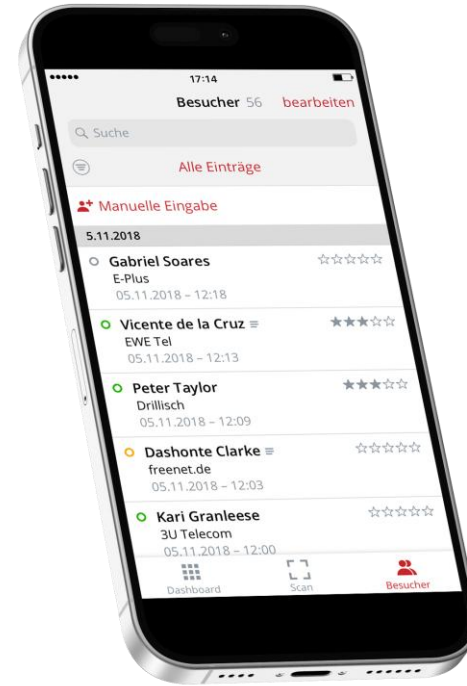 17:14
Besucher 56 bearbeiten
Suche
Alle Einträge
Manuelle Eingabe
5.11.2018
Gabriel Soares
E-Plus
05.11.2018 – 12:18
Vicente de la Cruz
EWE Tel
05.11.2018 – 12:13
Peter Taylor
Drillisch
05.11.2018 – 12:09
Dashonte Clarke
freenet.de
05.11.2018 – 12:03
Kari Granleese
3U Telecom
05.11.2018 – 12:00
Dashboard Scan Besucher